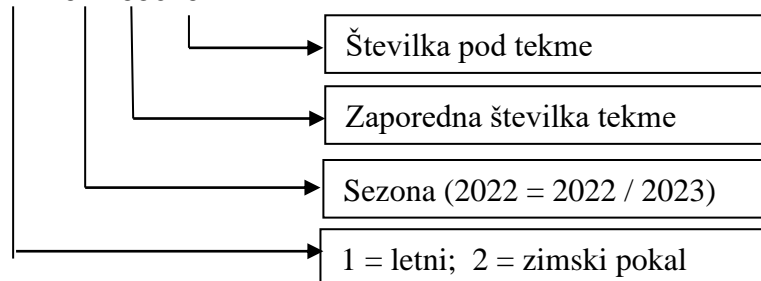 Številka pod tekme
Zaporedna številka tekme
Sezona (2022 = 2022 / 2023)
1 = letni; 2 = zimski pokal